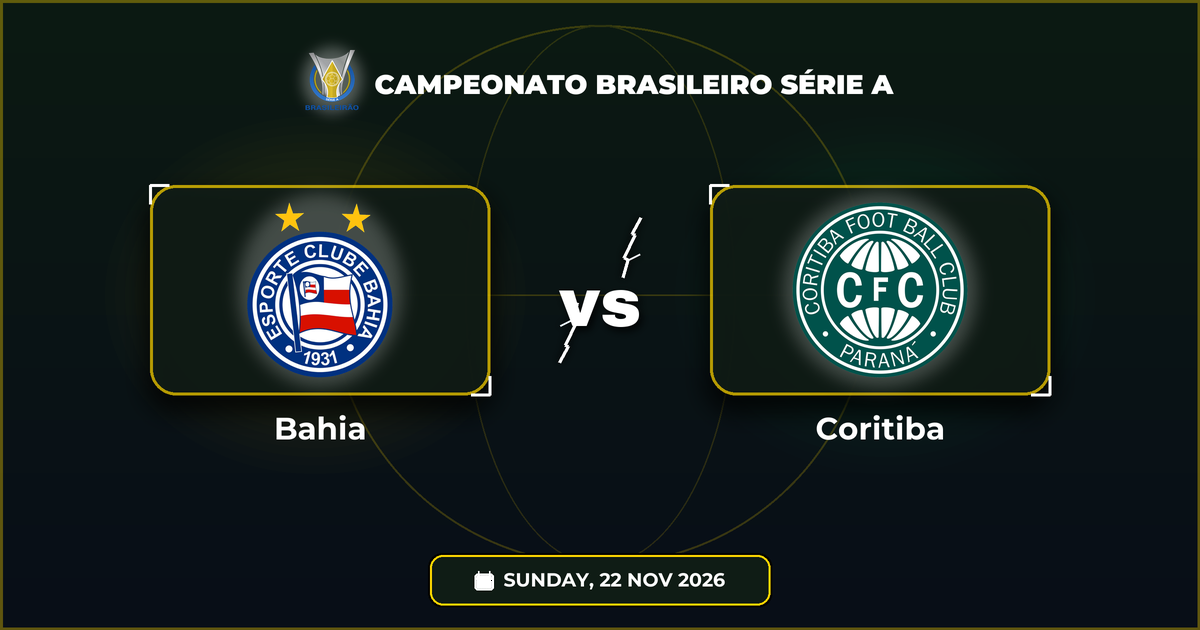 CAMPEONATO BRASILEIRO SÉRIE A
ESPORTE CLUBE BAHIA
1931
vs
CORITIBA FOOT BALL CLUB
CFC
PARANÁ
Bahia
Coritiba
SUNDAY, 22 NOV 2026